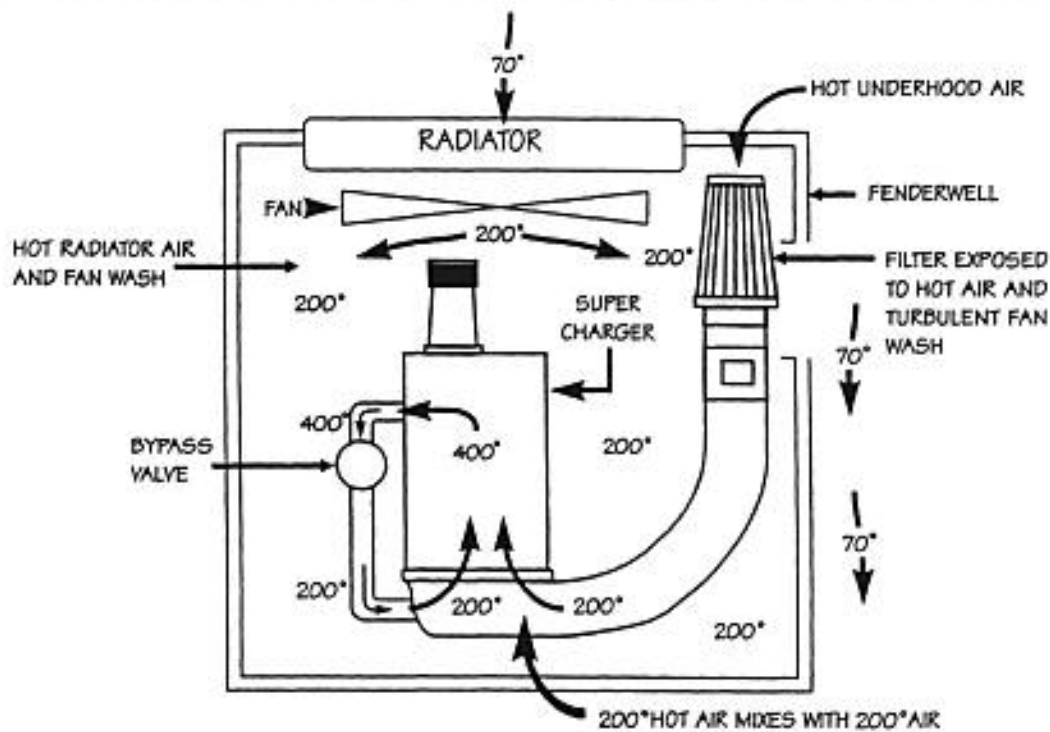 70°
HOT UNDERHOOD AIR
RADIATOR
FENDERWELL
FAN
200°
200°
HOT RADIATOR AIR
AND FAN WASH
FILTER EXPOSED
TO HOT AIR AND
TURBULENT FAN
WASH
200°
SUPER
CHARGER
70°
400°
400°
200°
BYPASS
VALVE
70°
200°
200°
200°
200°
200°HOT AIR MIXES WITH 200°AIR